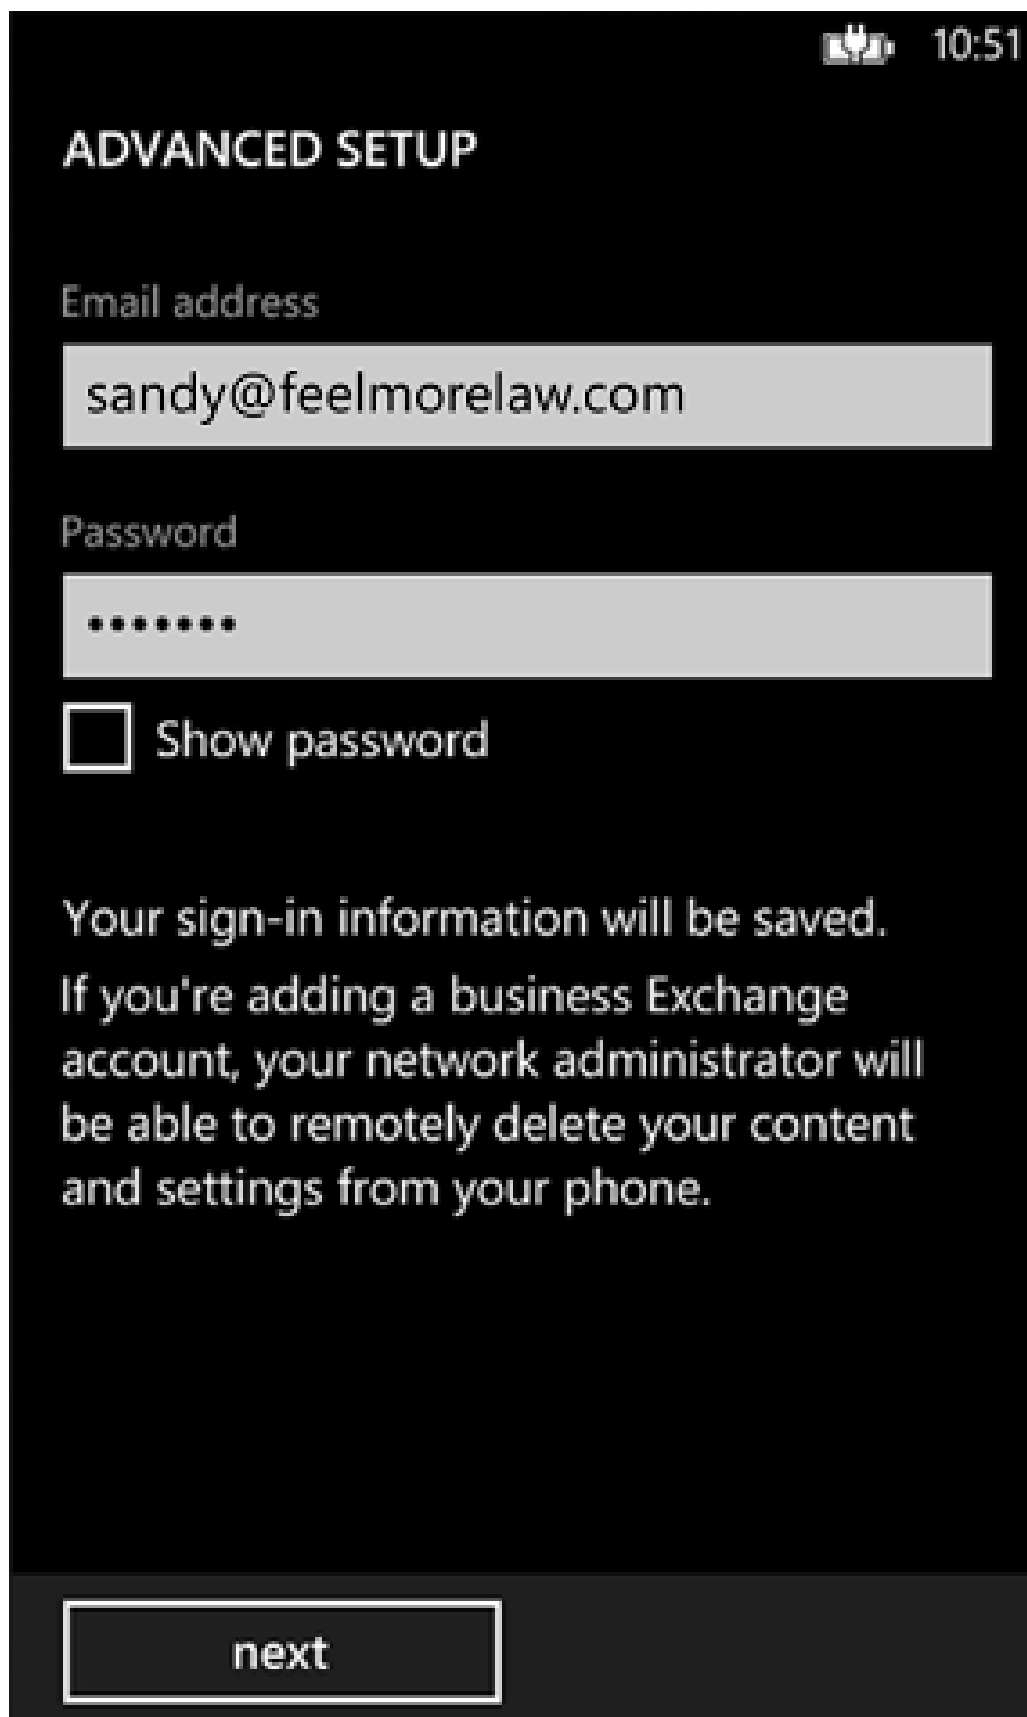 10:51
ADVANCED SETUP
Email address
sandy@feelmorelaw.com
Password
•••••••
Show password
Your sign-in information will be saved.
If you're adding a business Exchange
account, your network administrator will
be able to remotely delete your content
and settings from your phone.
next